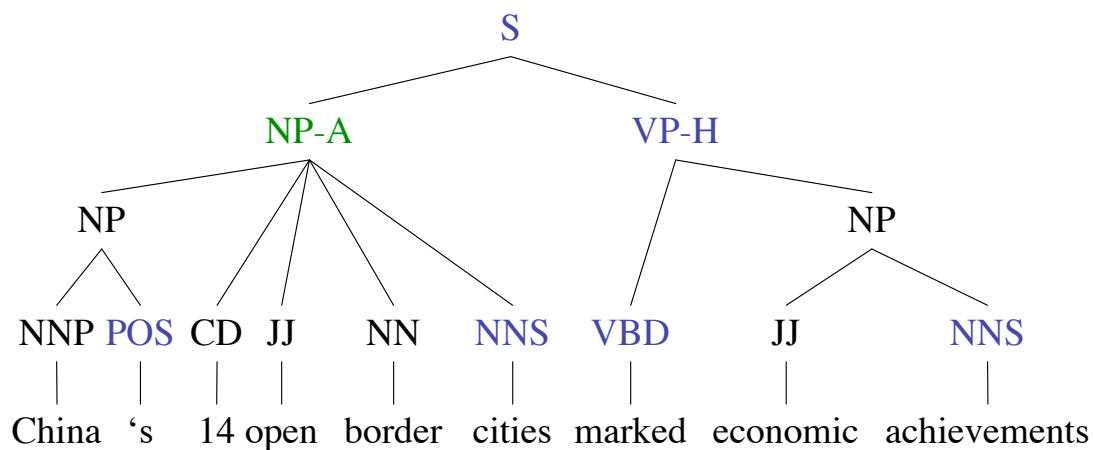 S
NP-A VP-H
NP NP
NNP POS CD JJ NN NNS VBD JJ NNS
China ‘s 14 open border cities marked economic achievements